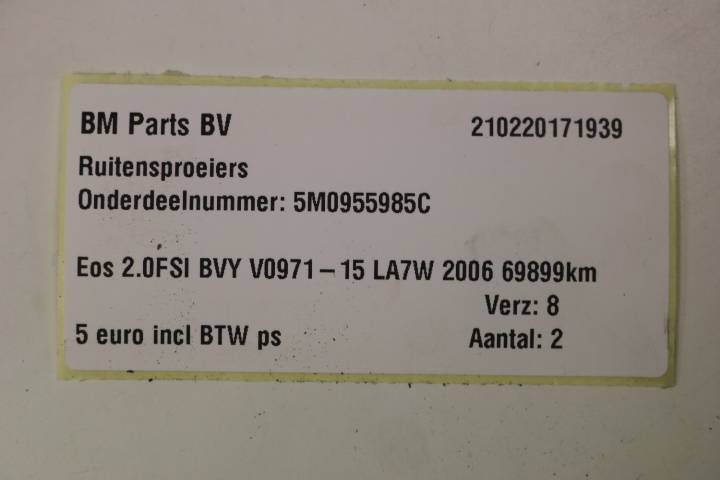 BM Parts BV 210220171939
Ruitensproeiers
Onderdeelnummer: 5M0955985C
Eos 2.0FSI BVY V0971-15 LA7W 2006 69899km
Verz: 8
5 euro incl BTW ps Aantal: 2